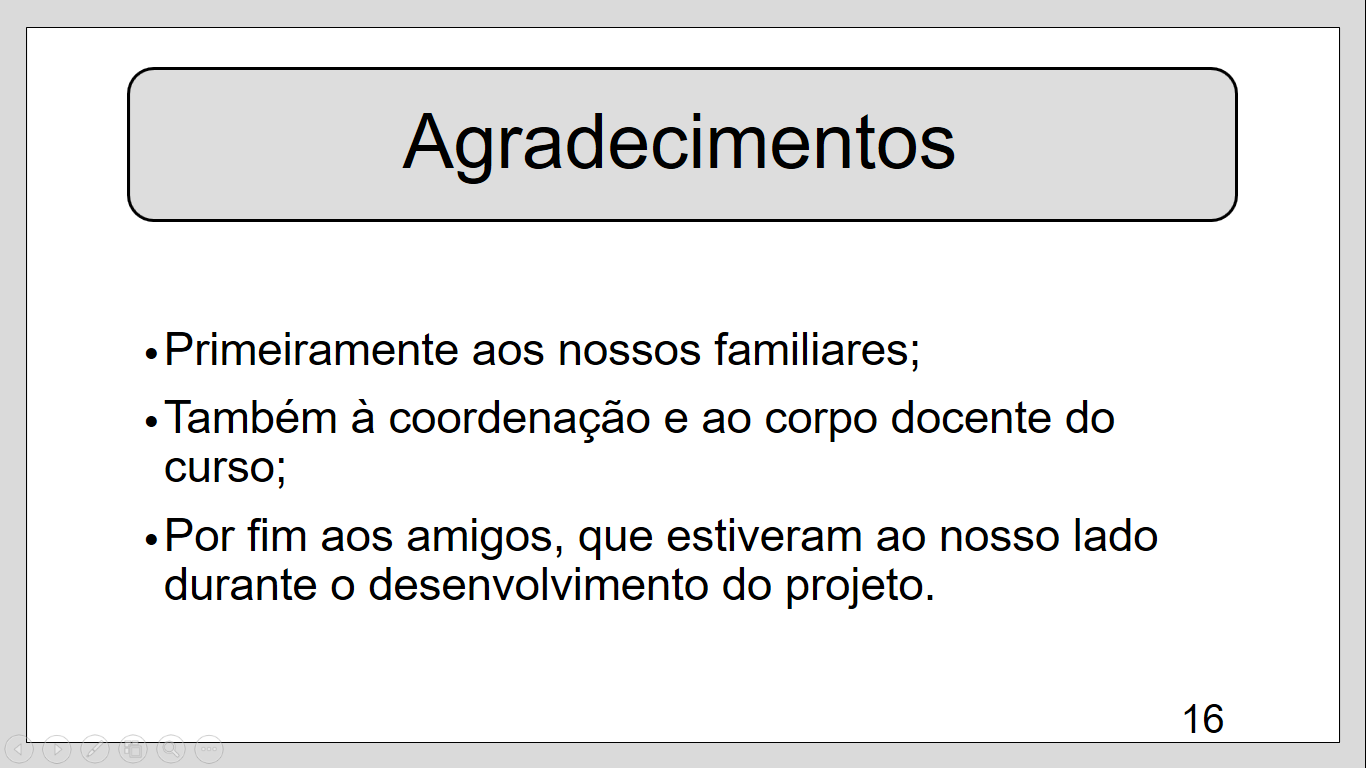 Agradecimentos
•Primeiramente aos nossos familiares;
•Também à coordenação e ao corpo docente do
curso;
•Por fim aos amigos, que estiveram ao nosso lado
durante o desenvolvimento do projeto.
16